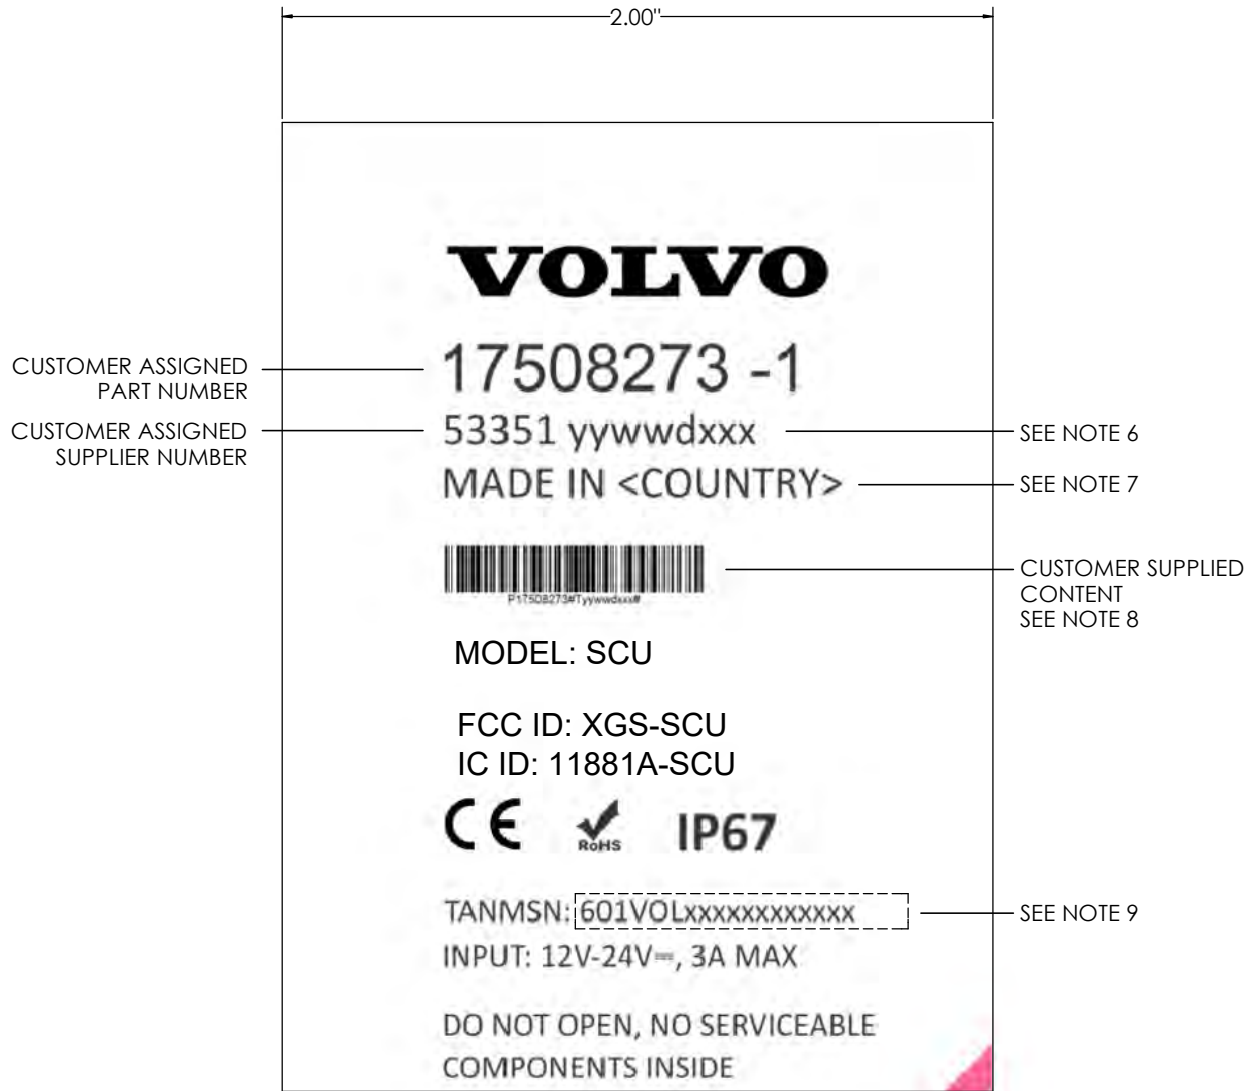 2.00"
VOLVO
CUSTOMER ASSIGNED
PART NUMBER
17508273 -1
CUSTOMER ASSIGNED
SUPPLIER NUMBER
53351 yywwdxxx
SEE NOTE 6
MADE IN <COUNTRY>
SEE NOTE 7
CUSTOMER SUPPLIED
CONTENT
SEE NOTE 8
P17508273#Tyywwdxxx#
MODEL: SCU
FCC ID: XGS-SCU
IC ID: 11881A-SCU
CE RoHS IP67
TANMSN: 601VOLxxxxxxxxxxxx
SEE NOTE 9
INPUT: 12V-24V⎓, 3A MAX
DO NOT OPEN, NO SERVICEABLE
COMPONENTS INSIDE